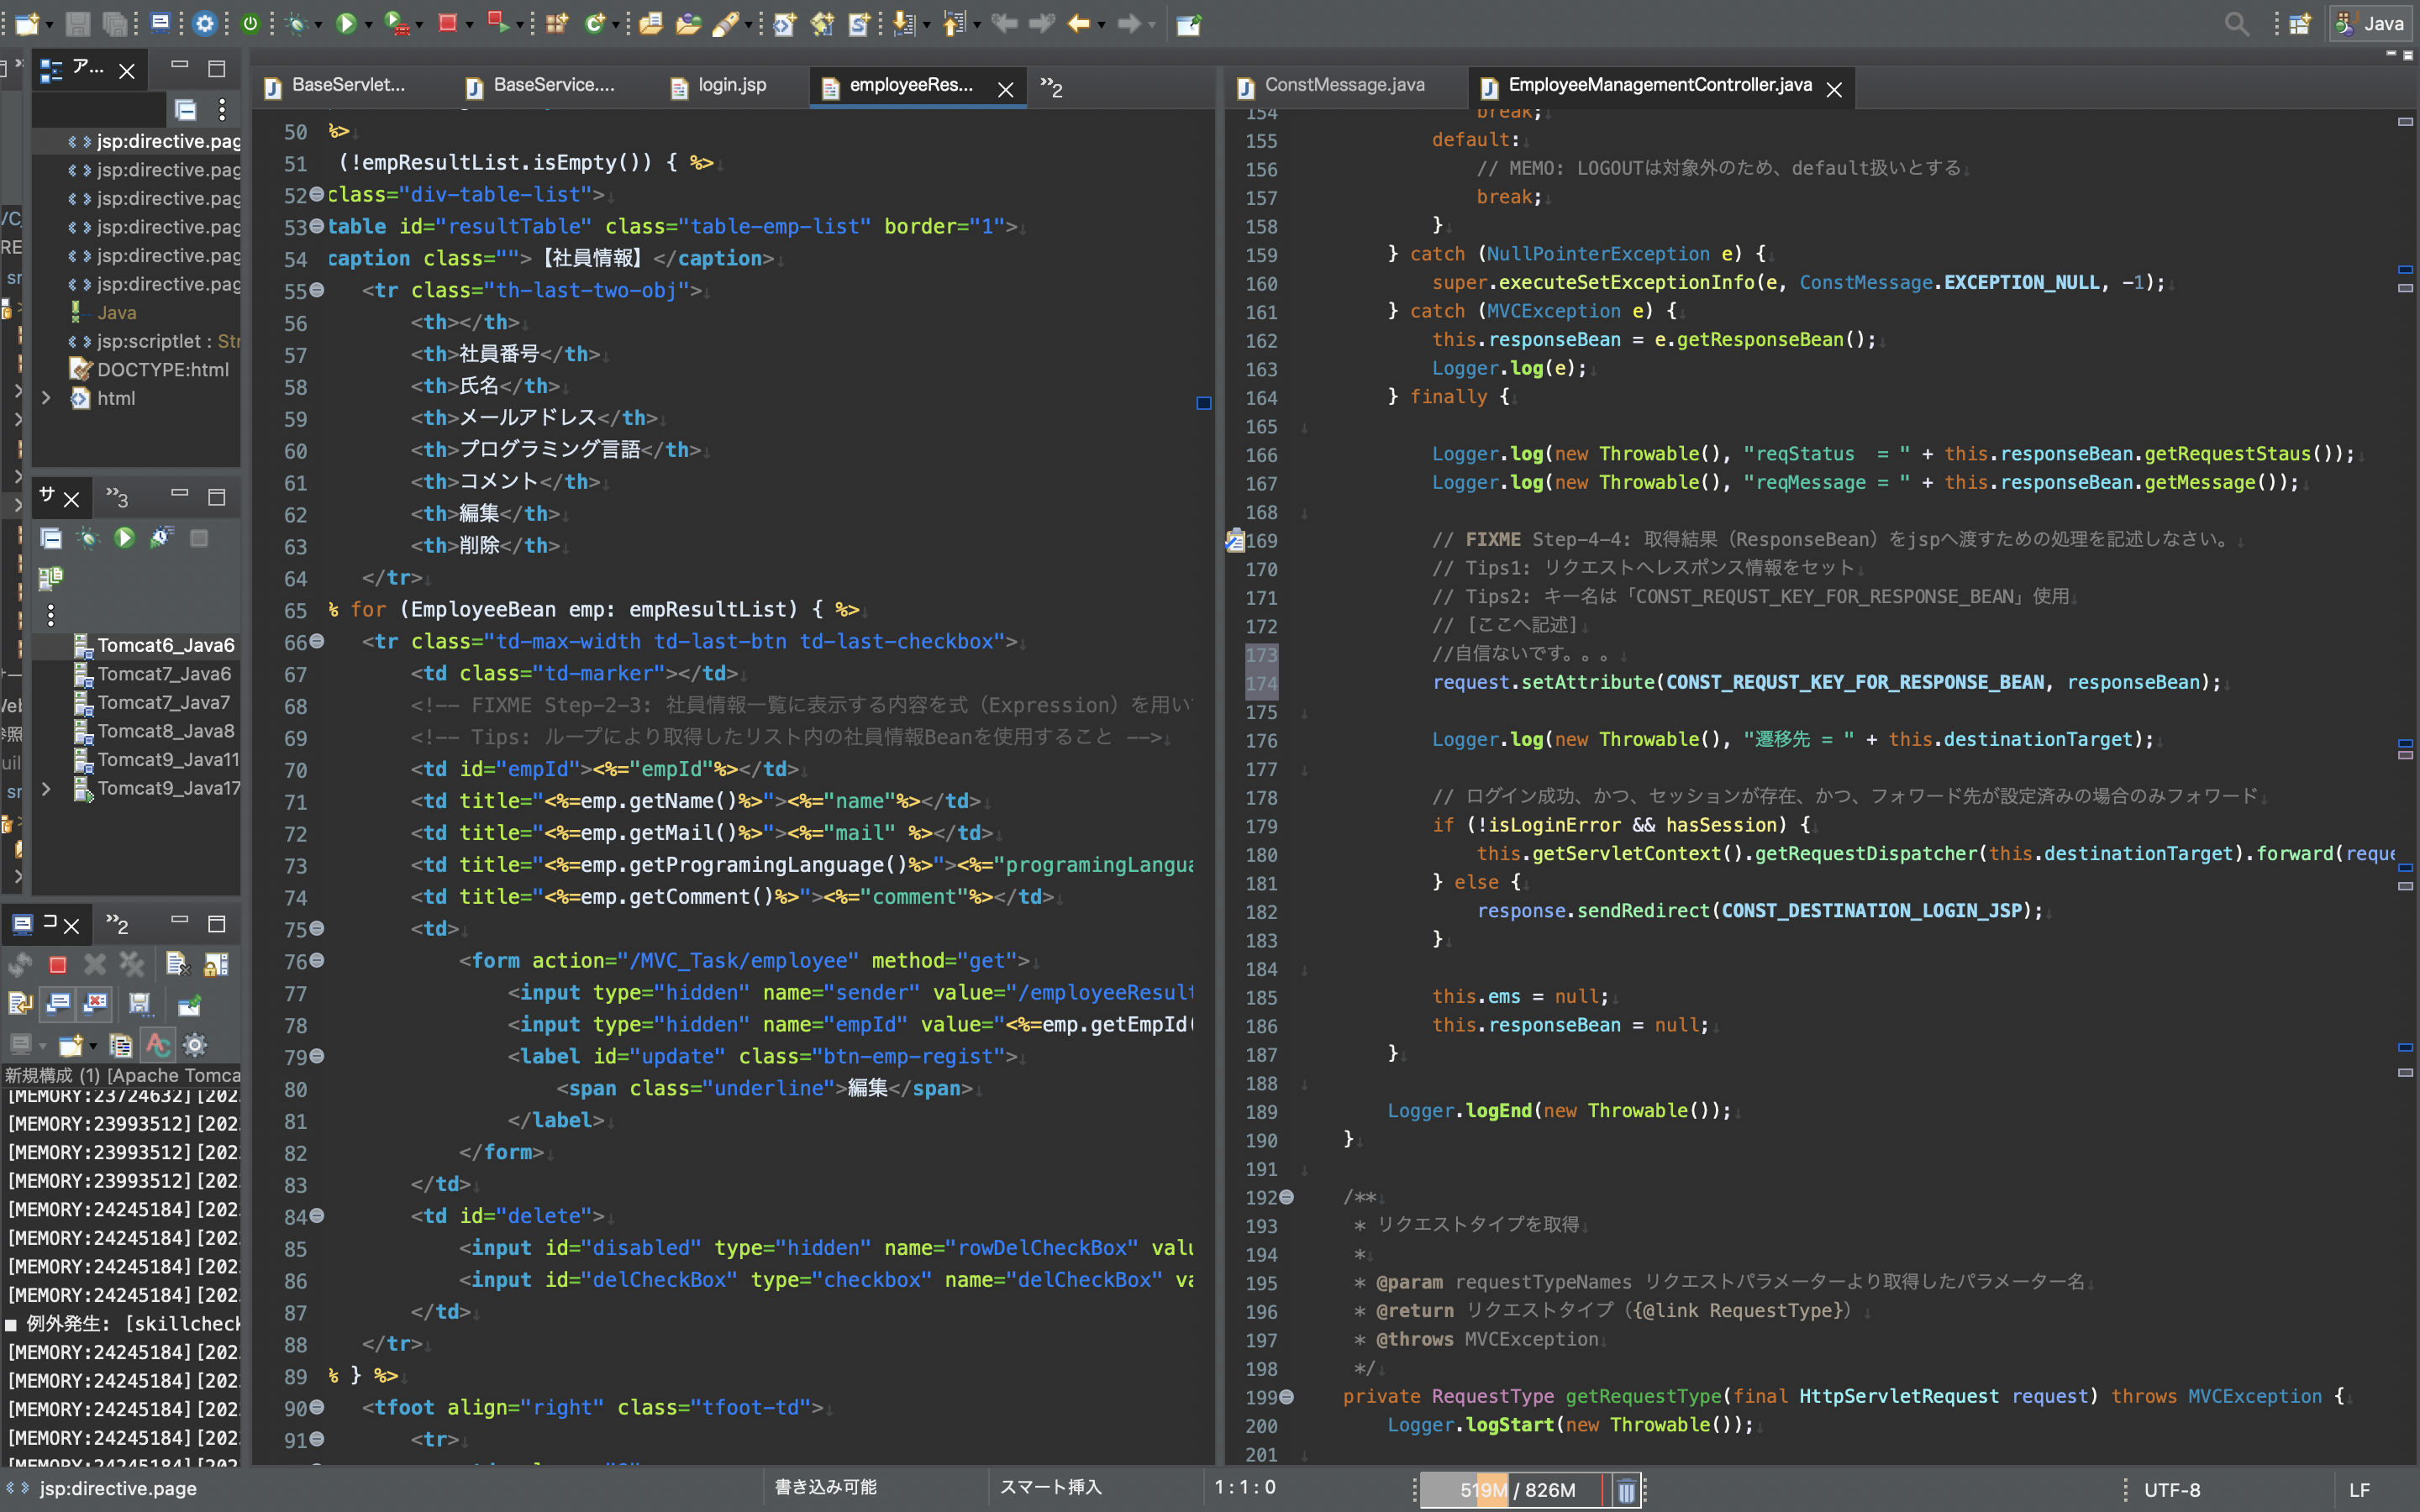 Java
ア...
jsp:directive.pag
jsp:directive.pag
jsp:directive.pag
jsp:directive.pag
jsp:directive.pag
jsp:directive.pag
Java
jsp:scriptlet : Str
DOCTYPE:html
html
サ
3
Tomcat6_Java6
Tomcat7_Java6
Tomcat7_Java7
Tomcat8_Java8
Tomcat9_Java11
Tomcat9_Java17
コ
2
新規構成 (1) [Apache Tomca
[MEMORY:23724632][202
[MEMORY:23993512][202
[MEMORY:23993512][202
[MEMORY:23993512][202
[MEMORY:24245184][202
[MEMORY:24245184][202
[MEMORY:24245184][202
[MEMORY:24245184][202
■ 例外発生: [skillcheck
[MEMORY:24245184][202
[MEMORY:24245184][202
[MEMORY:24245184][202
[MEMORY:24245184][202
[MEMORY:24245184][202
BaseServlet...
BaseService....
login.jsp
employeeRes...
2
50 %>
51 (!empResultList.isEmpty()) { %>
52 class="div-table-list">
53 table id="resultTable" class="table-emp-list" border="1">
54 caption class="">【社員情報】</caption>
55 <tr class="th-last-two-obj">
56 <th></th>
57 <th>社員番号</th>
58 <th>氏名</th>
59 <th>メールアドレス</th>
60 <th>プログラミング言語</th>
61 <th>コメント</th>
62 <th>編集</th>
63 <th>削除</th>
64 </tr>
65 % for (EmployeeBean emp: empResultList) { %>
66 <tr class="td-max-width td-last-btn td-last-checkbox">
67 <td class="td-marker"></td>
68 <!-- FIXME Step-2-3: 社員情報一覧に表示する内容を式（Expression）を用い
69 <!-- Tips: ループにより取得したリスト内の社員情報Beanを使用すること -->
70 <td id="empId"><%="empId"%></td>
71 <td title="<%=emp.getName()%>"><%="name"%></td>
72 <td title="<%=emp.getMail()%>"><%="mail" %></td>
73 <td title="<%=emp.getProgramingLanguage()%>"><%="programingLangua
74 <td title="<%=emp.getComment()%>"><%="comment"%></td>
75 <td>
76 <form action="/MVC_Task/employee" method="get">
77 <input type="hidden" name="sender" value="/employeeResult
78 <input type="hidden" name="empId" value="<%=emp.getEmpId(
79 <label id="update" class="btn-emp-regist">
80 <span class="underline">編集</span>
81 </label>
82 </form>
83 </td>
84 <td id="delete">
85 <input id="disabled" type="hidden" name="rowDelCheckBox" valu
86 <input id="delCheckBox" type="checkbox" name="delCheckBox" va
87 </td>
88 </tr>
89 % } %>
90 <tfoot align="right" class="tfoot-td">
91 <tr>
ConstMessage.java
EmployeeManagementController.java
154 break;
155 default:
156 // MEMO: LOGOUTは対象外のため、default扱いとする
157 break;
158 }
159 } catch (NullPointerException e) {
160 super.executeSetExceptionInfo(e, ConstMessage.EXCEPTION_NULL, -1);
161 } catch (MVCException e) {
162 this.responseBean = e.getResponseBean();
163 Logger.log(e);
164 } finally {
165
166 Logger.log(new Throwable(), "reqStatus  = " + this.responseBean.getRequestStaus());
167 Logger.log(new Throwable(), "reqMessage = " + this.responseBean.getMessage());
168
169 // FIXME Step-4-4: 取得結果（ResponseBean）をjspへ渡すための処理を記述しなさい。
170 // Tips1: リクエストへレスポンス情報をセット
171 // Tips2: キー名は「CONST_REQUST_KEY_FOR_RESPONSE_BEAN」使用
172 // [ここへ記述]
173 //自信ないです。。。
174 request.setAttribute(CONST_REQUST_KEY_FOR_RESPONSE_BEAN, responseBean);
175
176 Logger.log(new Throwable(), "遷移先 = " + this.destinationTarget);
177
178 // ログイン成功、かつ、セッションが存在、かつ、フォワード先が設定済みの場合のみフォワード
179 if (!isLoginError && hasSession) {
180 this.getServletContext().getRequestDispatcher(this.destinationTarget).forward(reque
181 } else {
182 response.sendRedirect(CONST_DESTINATION_LOGIN_JSP);
183 }
184
185 this.ems = null;
186 this.responseBean = null;
187 }
188
189 Logger.logEnd(new Throwable());
190 }
191
192 /**
193 * リクエストタイプを取得
194 *
195 * @param requestTypeNames リクエストパラメーターより取得したパラメーター名
196 * @return リクエストタイプ（{@link RequestType}）
197 * @throws MVCException
198 */
199 private RequestType getRequestType(final HttpServletRequest request) throws MVCException {
200 Logger.logStart(new Throwable());
201
jsp:directive.page
書き込み可能
スマート挿入
1 : 1 : 0
519M / 826M
UTF-8
LF